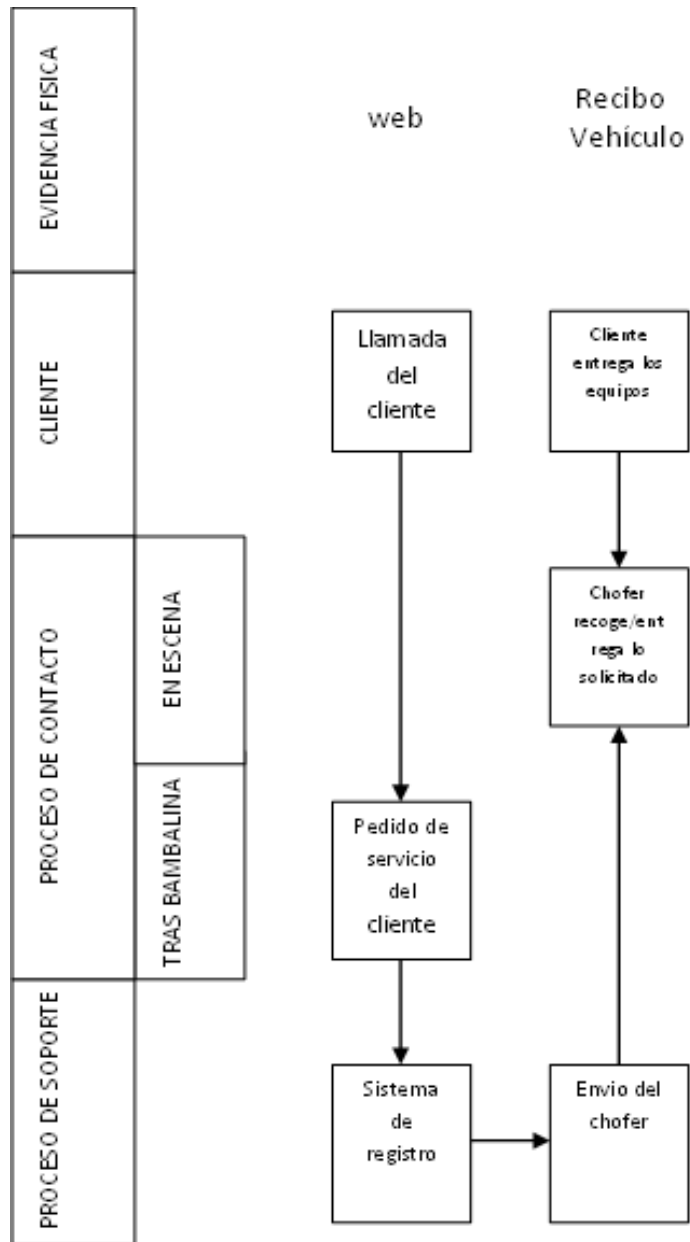 EVIDENCIA FISICA
web
Recibo
Vehículo
CLIENTE
Llamada
del
cliente
Cliente
entrega los
equipos
PROCESO DE CONTACTO
EN ESCENA
Chofer
recoge/ent
rega lo
solicitado
TRAS BAMBALINA
Pedido de
servicio
del
cliente
PROCESO DE SOPORTE
Sistema
de
registro
Envio del
chofer